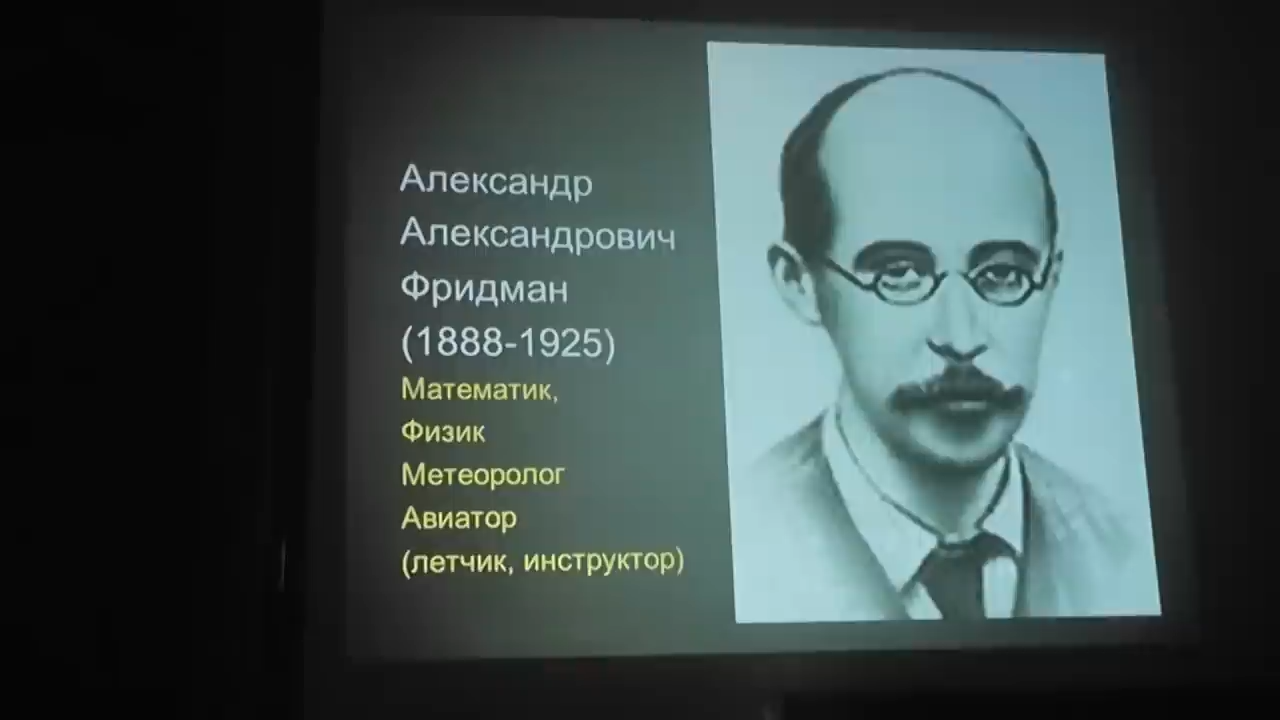 Александр
Александрович
Фридман
(1888-1925)
Математик,
Физик
Метеоролог
Авиатор
(летчик, инструктор)